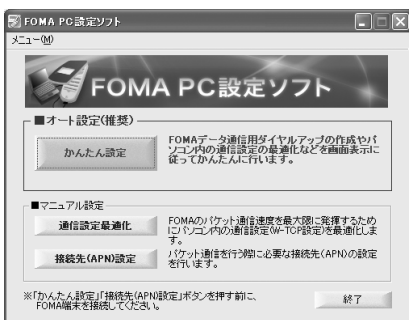 FOMA PC設定ソフト
メニュー(M)
FOMA PC設定ソフト
■オート設定(推奨)
かんたん設定
FOMAデータ通信用ダイヤルアップの作成やパ
ソコン内の通信設定の最適化などを画面表示に
従ってかんたんに行います。
■マニュアル設定
通信設定最適化
FOMAのパケット通信速度を最大限に発揮するため
にパソコン内の通信設定(W-TCP設定)を最適化しま
す。
接続先(APN)設定
パケット通信を行う際に必要な接続先(APN)の設定
を行います。
※「かんたん設定」「接続先(APN)設定」ボタンを押す前に、
FOMA端末を接続してください。
終了